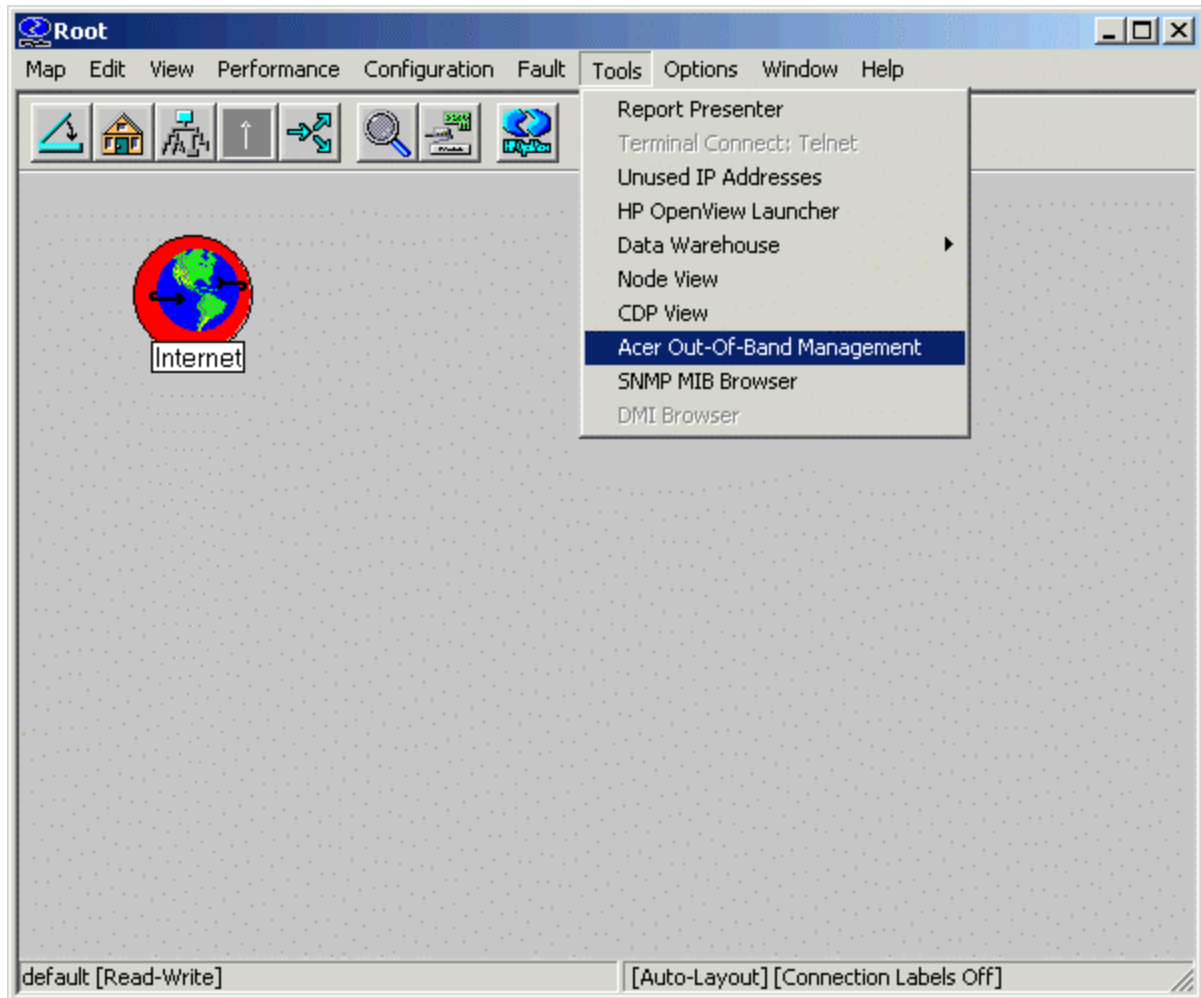 Root
Map Edit View Performance Configuration Fault Tools Options Window Help
Report Presenter
Terminal Connect: Telnet
Unused IP Addresses
HP OpenView Launcher
Data Warehouse
Node View
CDP View
Acer Out-Of-Band Management
SNMP MIB Browser
DMI Browser
Internet
default [Read-Write] [Auto-Layout] [Connection Labels Off]